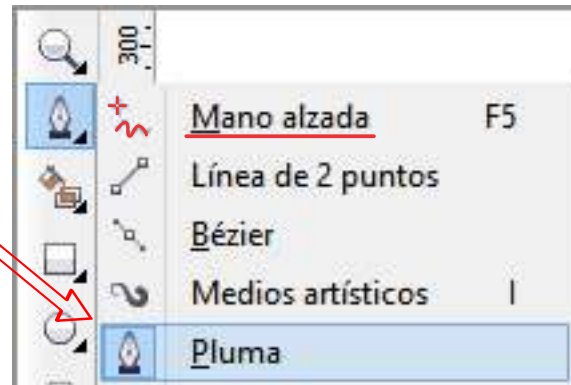 300
Mano alzada F5
Línea de 2 puntos
Bézier
Medios artísticos I
Pluma